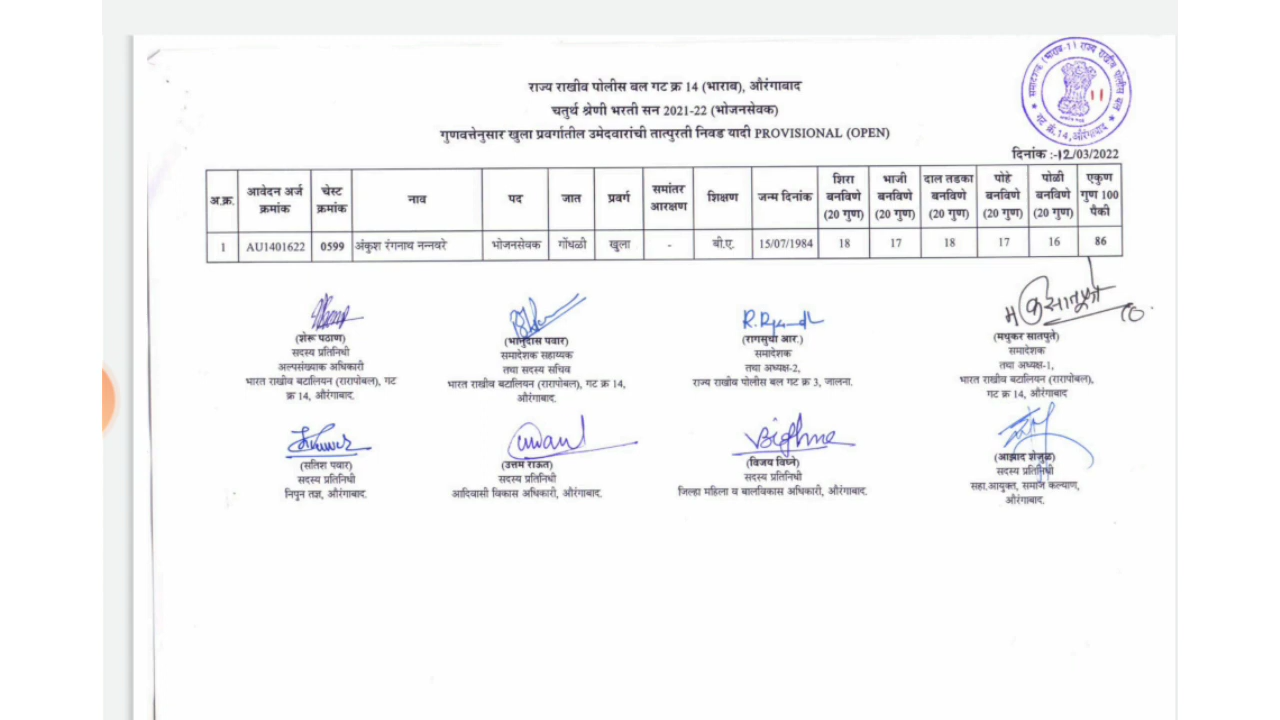 राज्य राखीव पोलीस बल गट क्र 14 (भाराब), औरंगाबाद
चतुर्थ श्रेणी भरती सन 2021-22 (भोजनसेवक)
गुणवत्तेनुसार खुला प्रवर्गातील उमेदवारांची तात्पुरती निवड यादी PROVISIONAL (OPEN)
दिनांक :-12/03/2022
अ.क्र. आवेदन अर्ज क्रमांक चेस्ट क्रमांक नाव पद जात प्रवर्ग समांतर आरक्षण शिक्षण जन्म दिनांक शिरा बनविणे (20 गुण) भाजी बनविणे (20 गुण) दाल तडका बनविणे (20 गुण) पोहे बनविणे (20 गुण) पोळी बनविणे (20 गुण) एकुण गुण 100 पैकी
1 AU1401622 0599 अंकुश रंगनाथ नन्नवरे भोजनसेवक गोंधळी खुला - बी.ए. 15/07/1984 18 17 18 17 16 86
(शेरू पठाण)
सदस्य प्रतिनिधी
अल्पसंख्याक अधिकारी
भारत राखीव बटालियन (रारापोबल), गट
क्र 14, औरंगाबाद.
(भानुदास पवार)
समादेशक सहाय्यक
तथा सदस्य सचिव
भारत राखीव बटालियन (रारापोबल), गट क्र 14,
औरंगाबाद.
(रागसुधा आर.)
समादेशक
तथा अध्यक्ष-2,
राज्य राखीव पोलीस बल गट क्र 3, जालना.
(मधुकर सातपुते)
समादेशक
तथा अध्यक्ष-1,
भारत राखीव बटालियन (रारापोबल),
गट क्र 14, औरंगाबाद
(सतिश पवार)
सदस्य प्रतिनिधी
निपुन तज्ञ, औरंगाबाद.
(उत्तम राऊत)
सदस्य प्रतिनिधी
आदिवासी विकास अधिकारी, औरंगाबाद.
(विजय विघ्ने)
सदस्य प्रतिनिधी
जिल्हा महिला व बालविकास अधिकारी, औरंगाबाद.
(आझाद शेजुळ)
सदस्य प्रतिनिधी
सहा.आयुक्त, समाज कल्याण,
औरंगाबाद.